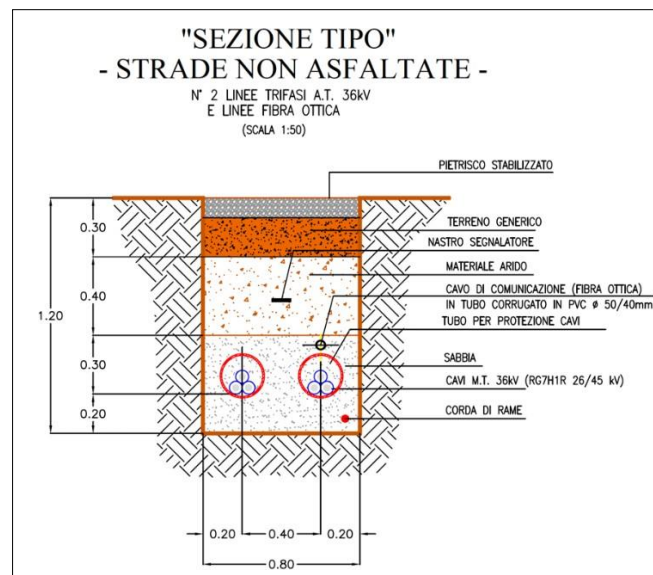 "SEZIONE TIPO"
- STRADE NON ASFALTATE -
N° 2 LINEE TRIFASI A.T. 36kV
E LINEE FIBRA OTTICA
(SCALA 1:50)
PIETRISCO STABILIZZATO
TERRENO GENERICO
NASTRO SEGNALATORE
MATERIALE ARIDO
CAVO DI COMUNICAZIONE (FIBRA OTTICA)
IN TUBO CORRUGATO IN PVC ø 50/40mm
TUBO PER PROTEZIONE CAVI
SABBIA
CAVI M.T. 36kV (RG7H1R 26/45 kV)
CORDA DI RAME
0.30
0.40
1.20
0.30
0.20
0.20
0.40
0.20
0.80